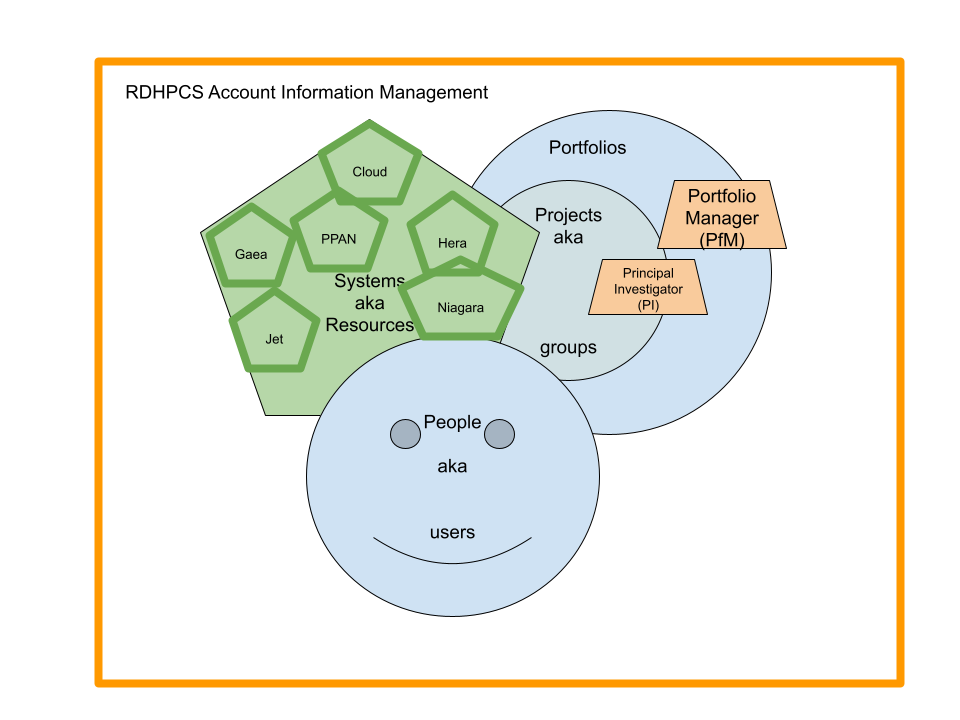 RDHPCS Account Information Management
Portfolios
Cloud
Portfolio
Manager
(PfM)
Projects
aka
PPAN
Hera
Gaea
Systems
aka
Resources
Principal
Investigator
(PI)
Niagara
Jet
groups
People
aka
users